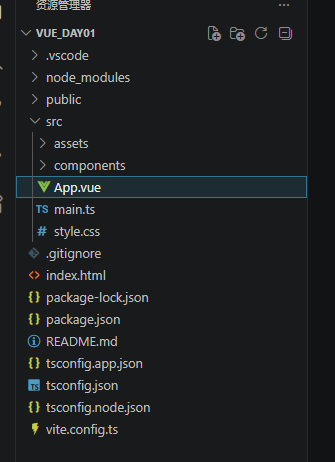 资源管理器
VUE_DAY01
.vscode
node_modules
public
src
assets
components
App.vue
TS main.ts
# style.css
.gitignore
<> index.html
{} package-lock.json
{} package.json
README.md
{} tsconfig.app.json
TS tsconfig.json
{} tsconfig.node.json
vite.config.ts